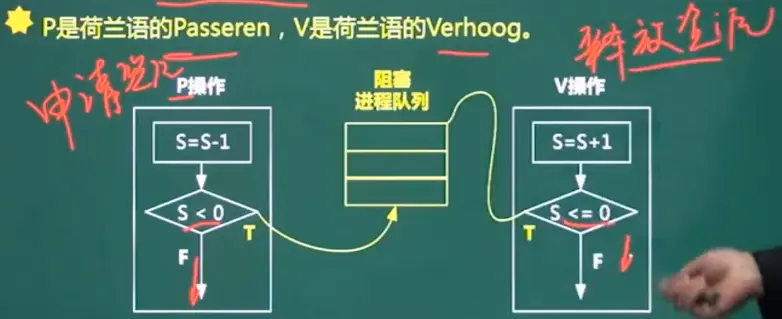 P是荷兰语的Passeren，V是荷兰语的Verhoog。
申请资源
释放资源
P操作
阻塞
进程队列
V操作
S=S-1
S=S+1
S < 0
T
F
S <= 0
T
F